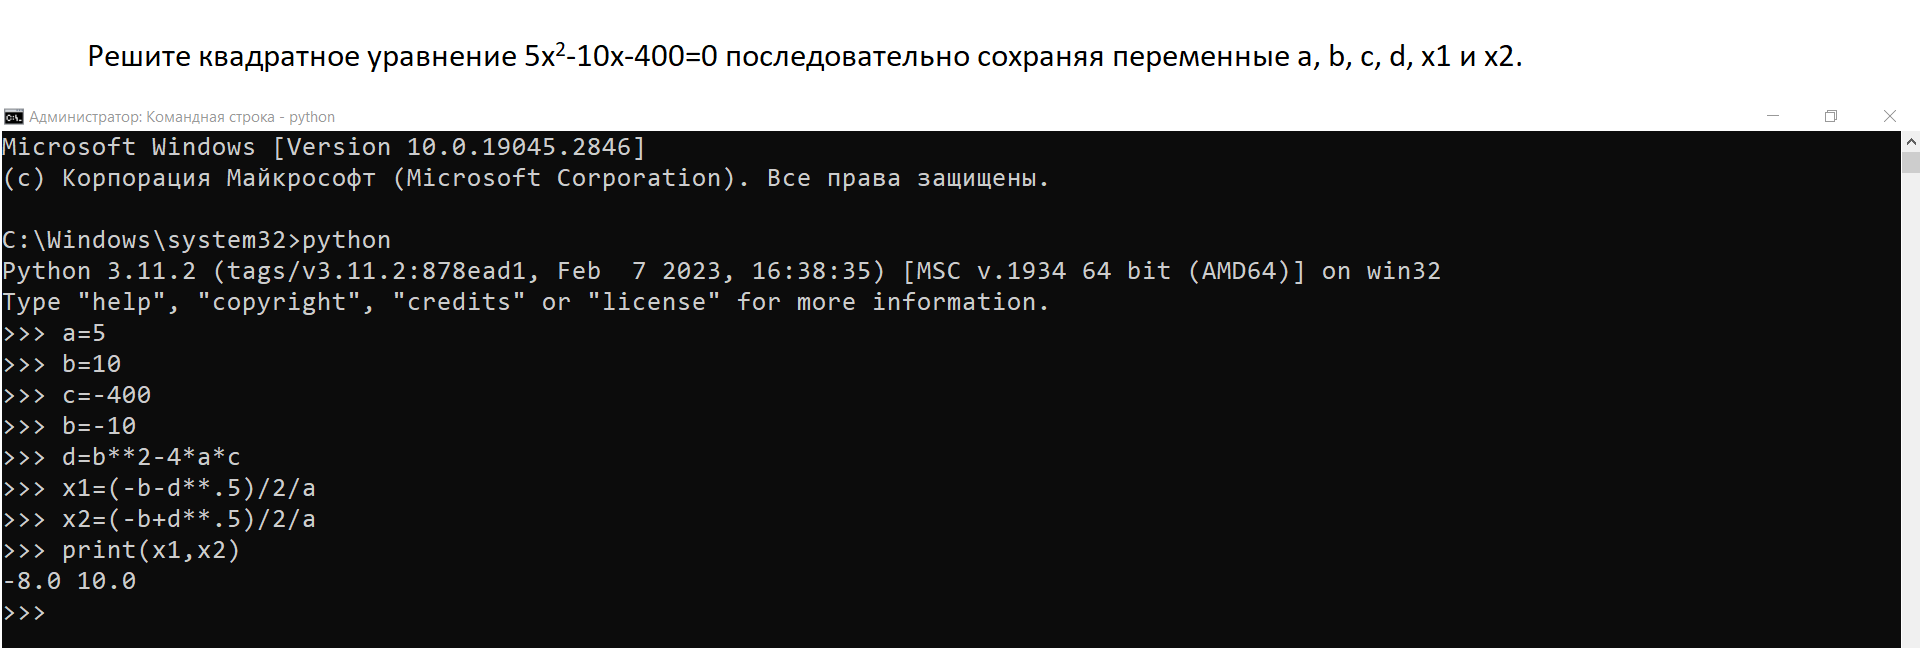 Решите квадратное уравнение 5x²-10x-400=0 последовательно сохраняя переменные a, b, c, d, x1 и x2.
Администратор: Командная строка - python
Microsoft Windows [Version 10.0.19045.2846]
(c) Корпорация Майкрософт (Microsoft Corporation). Все права защищены.
C:\Windows\system32>python
Python 3.11.2 (tags/v3.11.2:878ead1, Feb  7 2023, 16:38:35) [MSC v.1934 64 bit (AMD64)] on win32
Type "help", "copyright", "credits" or "license" for more information.
>>> a=5
>>> b=10
>>> c=-400
>>> b=-10
>>> d=b**2-4*a*c
>>> x1=(-b-d**.5)/2/a
>>> x2=(-b+d**.5)/2/a
>>> print(x1,x2)
-8.0 10.0
>>>